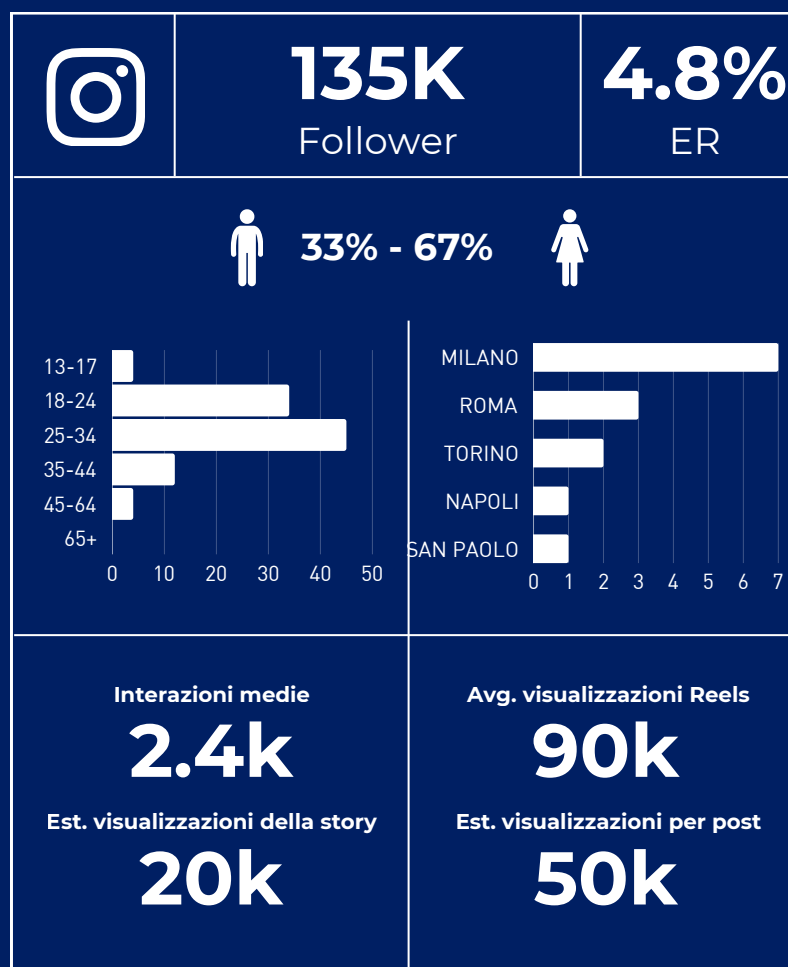 135K
Follower
4.8%
ER
33% - 67%
13-17
18-24
25-34
35-44
45-64
65+
0 10 20 30 40 50
MILANO
ROMA
TORINO
NAPOLI
SAN PAOLO
0 1 2 3 4 5 6 7
Interazioni medie
2.4k
Est. visualizzazioni della story
20k
Avg. visualizzazioni Reels
90k
Est. visualizzazioni per post
50k